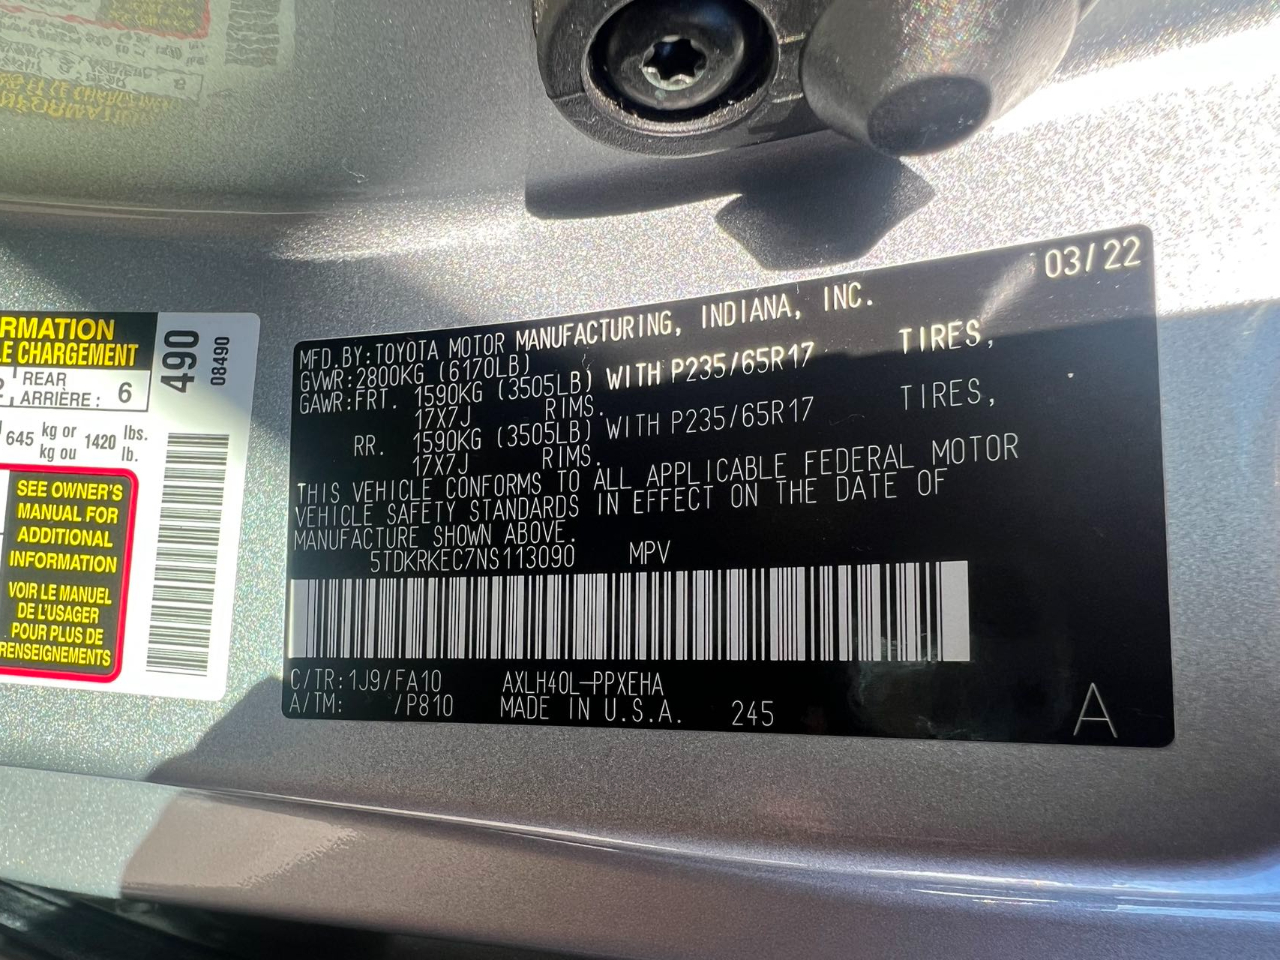 RMATION
LE CHARGEMENT
REAR
ARRIÈRE : 6
645 kg or 1420 lbs.
kg ou lb.
SEE OWNER'S
MANUAL FOR
ADDITIONAL
INFORMATION
VOIR LE MANUEL
DE L'USAGER
POUR PLUS DE
RENSEIGNEMENTS
490
08490
03/22
MFD. BY: TOYOTA MOTOR MANUFACTURING, INDIANA, INC.
GVWR: 2800KG (6170LB)
GAWR: FRT. 1590KG (3505LB) WITH P235/65R17 TIRES,
17X7J RIMS.
RR. 1590KG (3505LB) WITH P235/65R17 TIRES,
17X7J RIMS.
THIS VEHICLE CONFORMS TO ALL APPLICABLE FEDERAL MOTOR
VEHICLE SAFETY STANDARDS IN EFFECT ON THE DATE OF
MANUFACTURE SHOWN ABOVE.
5TDKRKEC7NS113090 MPV
C/TR: 1J9/FA10 AXLH40L-PPXEHA
A/TM: /P810 MADE IN U.S.A. 245
A